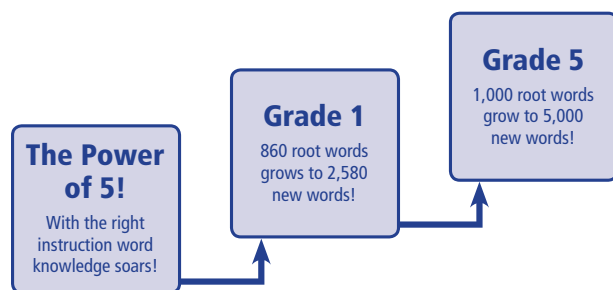 The Power
of 5!
With the right
instruction word
knowledge soars!
Grade 1
860 root words
grows to 2,580
new words!
Grade 5
1,000 root words
grow to 5,000
new words!